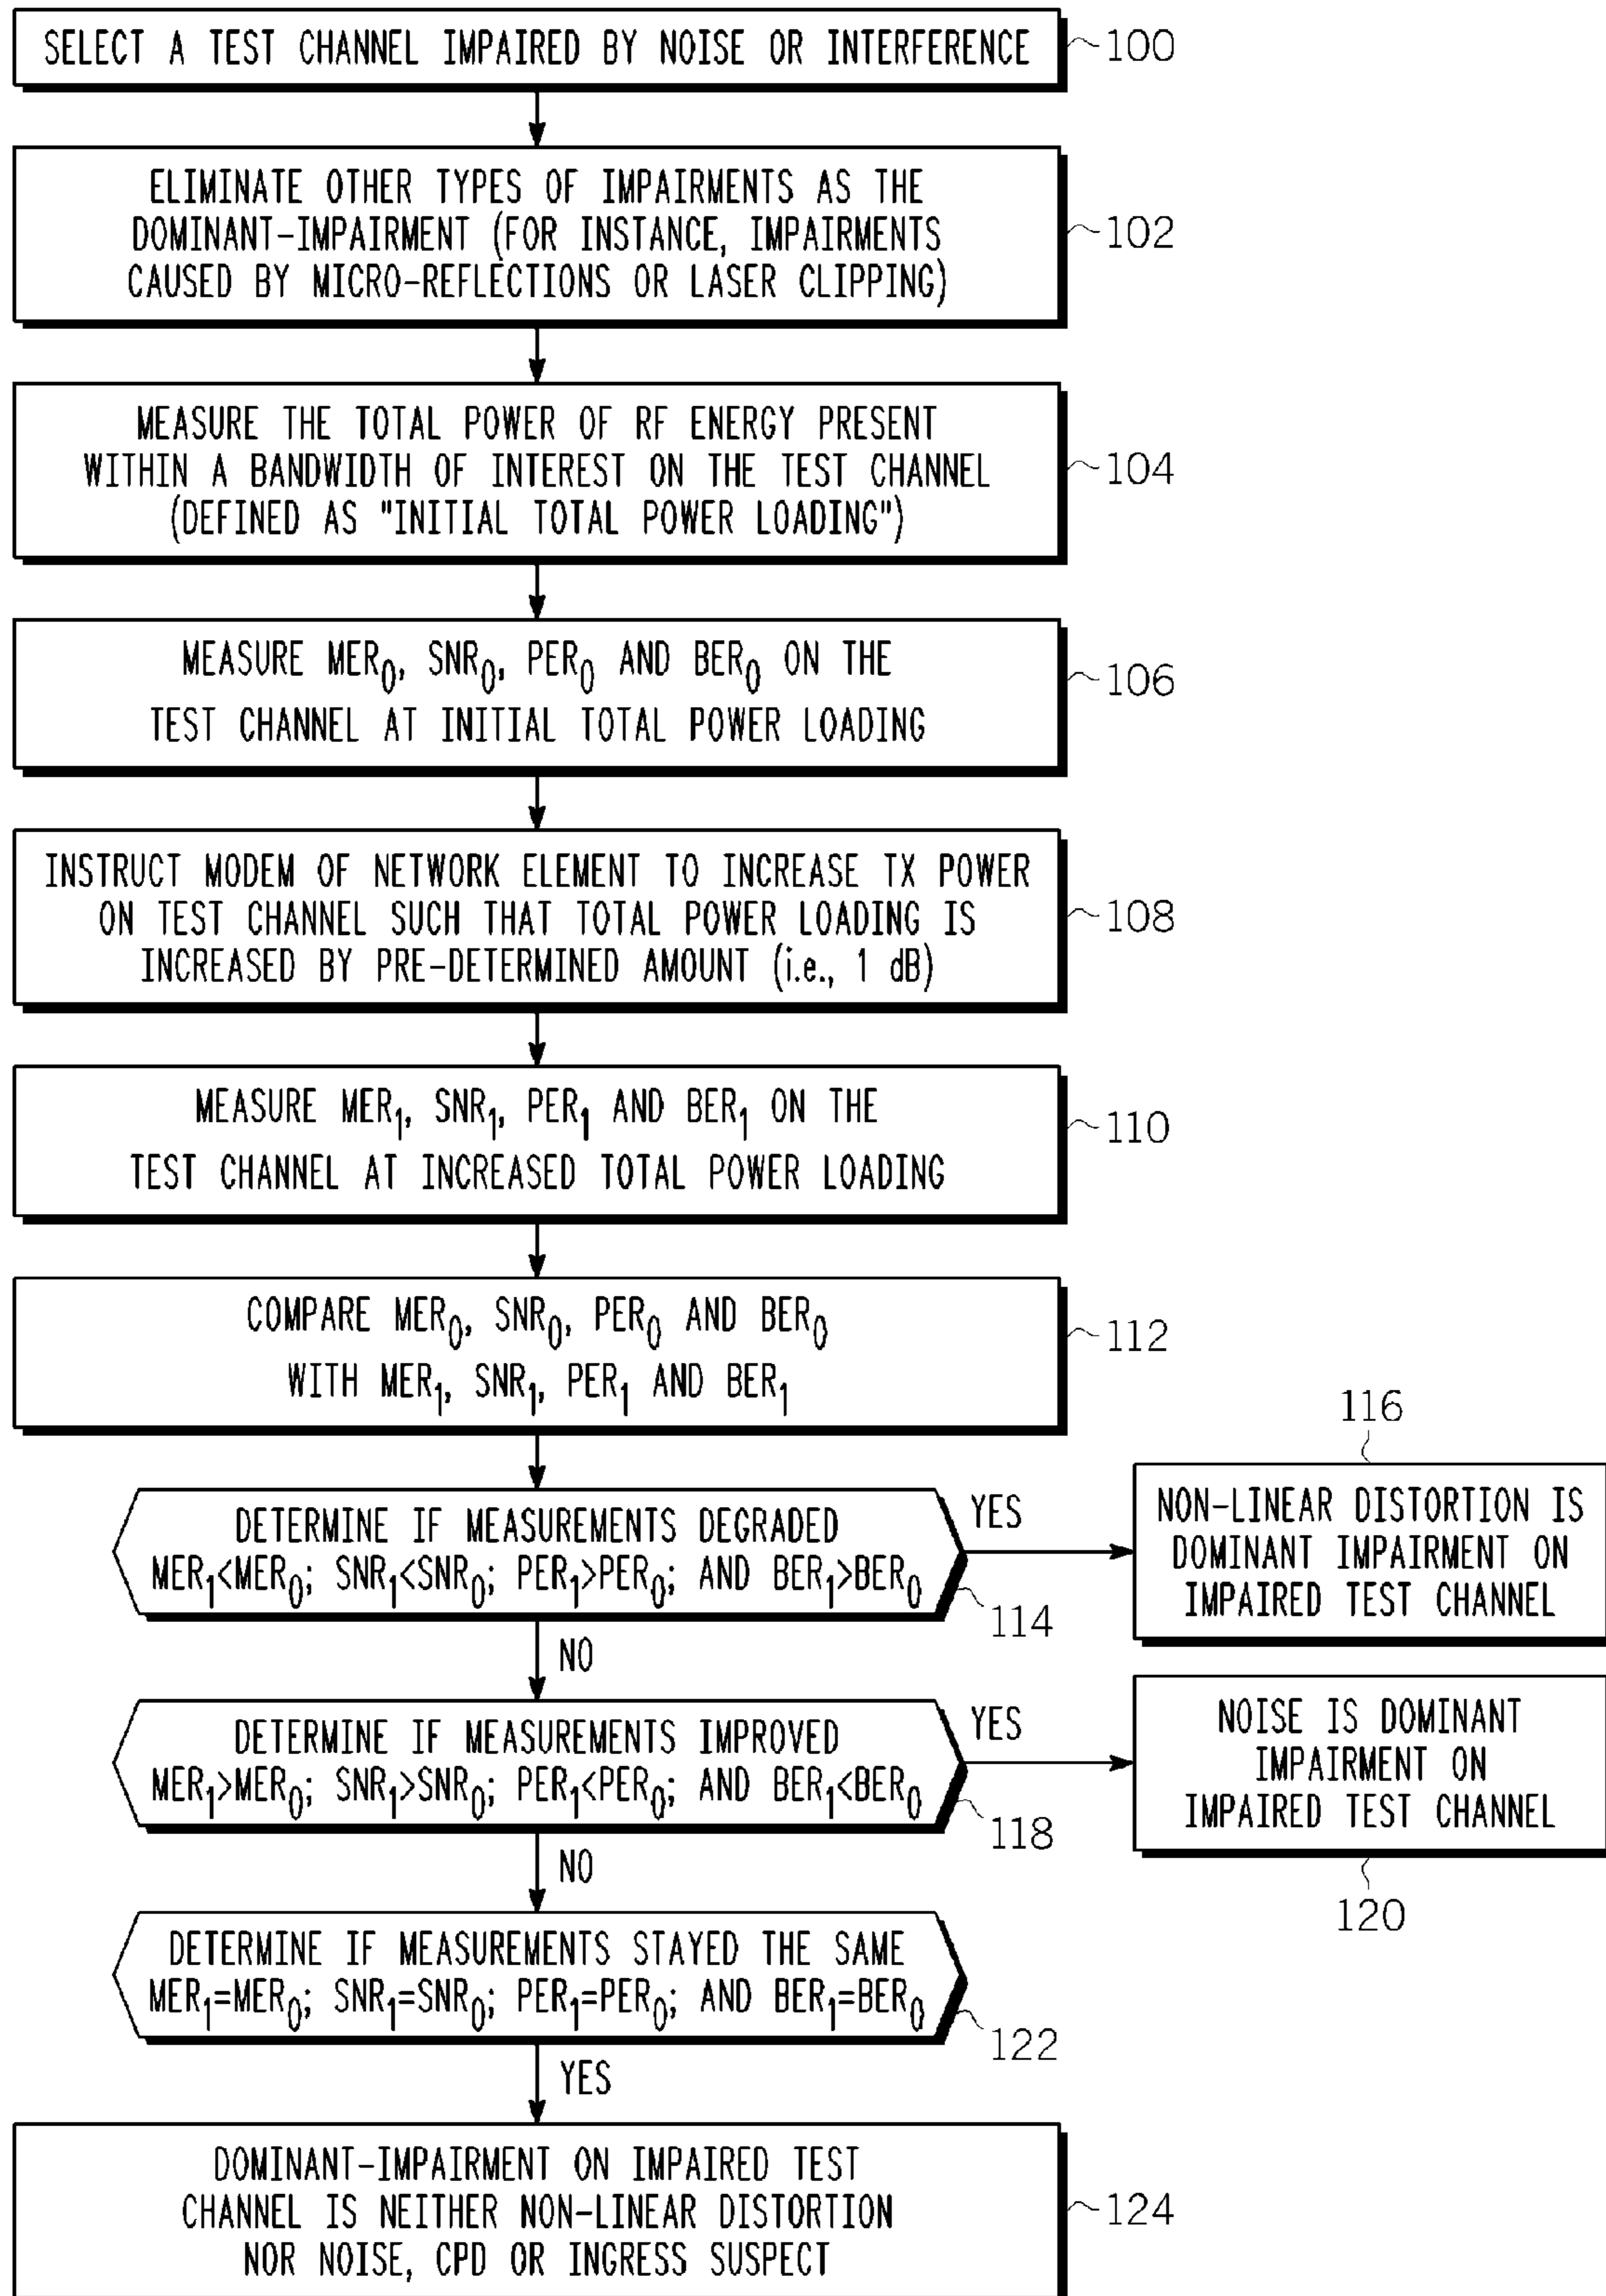 SELECT A TEST CHANNEL IMPAIRED BY NOISE OR INTERFERENCE
100
ELIMINATE OTHER TYPES OF IMPAIRMENTS AS THE
DOMINANT-IMPAIRMENT (FOR INSTANCE, IMPAIRMENTS
CAUSED BY MICRO-REFLECTIONS OR LASER CLIPPING)
102
MEASURE THE TOTAL POWER OF RF ENERGY PRESENT
WITHIN A BANDWIDTH OF INTEREST ON THE TEST CHANNEL
(DEFINED AS "INITIAL TOTAL POWER LOADING")
104
MEASURE MER₀, SNR₀, PER₀ AND BER₀ ON THE
TEST CHANNEL AT INITIAL TOTAL POWER LOADING
106
INSTRUCT MODEM OF NETWORK ELEMENT TO INCREASE TX POWER
ON TEST CHANNEL SUCH THAT TOTAL POWER LOADING IS
INCREASED BY PRE-DETERMINED AMOUNT (i.e., 1 dB)
108
MEASURE MER₁, SNR₁, PER₁ AND BER₁ ON THE
TEST CHANNEL AT INCREASED TOTAL POWER LOADING
110
COMPARE MER₀, SNR₀, PER₀ AND BER₀
WITH MER₁, SNR₁, PER₁ AND BER₁
112
DETERMINE IF MEASUREMENTS DEGRADED
MER₁<MER₀; SNR₁<SNR₀; PER₁>PER₀; AND BER₁>BER₀
114
YES
116
NON-LINEAR DISTORTION IS
DOMINANT IMPAIRMENT ON
IMPAIRED TEST CHANNEL
NO
DETERMINE IF MEASUREMENTS IMPROVED
MER₁>MER₀; SNR₁>SNR₀; PER₁<PER₀; AND BER₁<BER₀
118
YES
NOISE IS DOMINANT
IMPAIRMENT ON
IMPAIRED TEST CHANNEL
120
NO
DETERMINE IF MEASUREMENTS STAYED THE SAME
MER₁=MER₀; SNR₁=SNR₀; PER₁=PER₀; AND BER₁=BER₀
122
YES
DOMINANT-IMPAIRMENT ON IMPAIRED TEST
CHANNEL IS NEITHER NON-LINEAR DISTORTION
NOR NOISE, CPD OR INGRESS SUSPECT
124